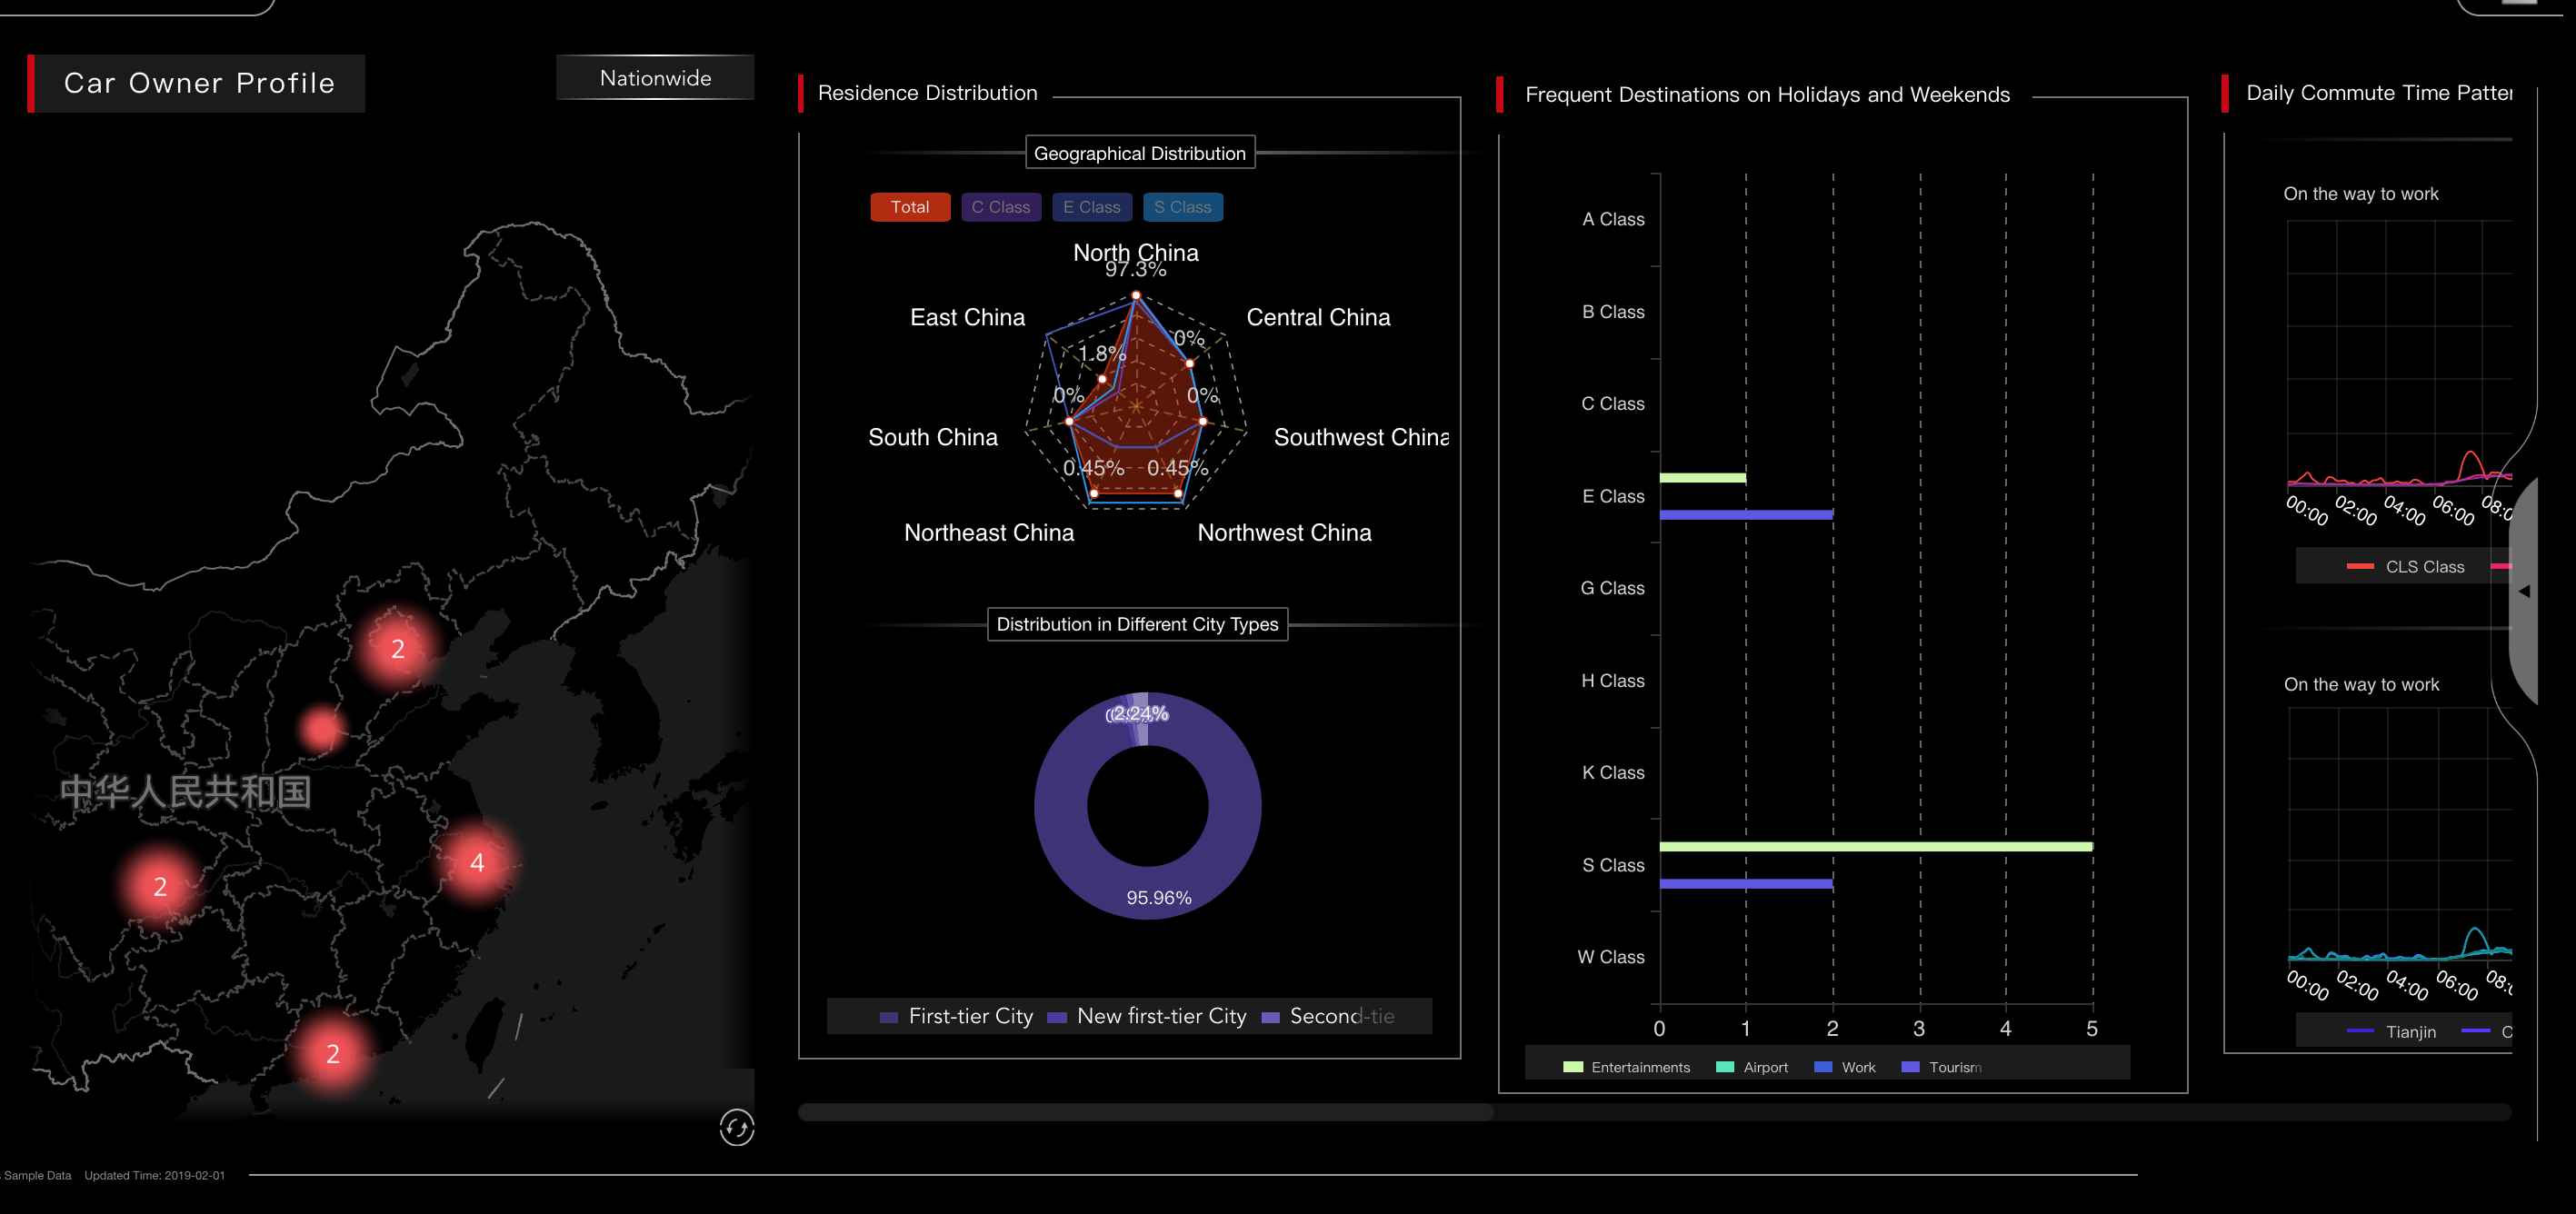 Car Owner Profile
Nationwide
2
4
2
2
中华人民共和国
Sample Data Updated Time: 2019-02-01
Residence Distribution
Geographical Distribution
Total C Class E Class S Class
North China
97.3%
East China
Central China
0%
1.8%
0%
0%
South China
Southwest China
0.45% 0.45%
Northeast China
Northwest China
Distribution in Different City Types
2.24%
95.96%
First-tier City New first-tier City Second-tie
Frequent Destinations on Holidays and Weekends
A Class
B Class
C Class
E Class
G Class
H Class
K Class
S Class
W Class
0 1 2 3 4 5
Entertainments Airport Work Tourism
Daily Commute Time Patter
On the way to work
00:00 02:00 04:00 06:00 08:0
CLS Class
On the way to work
00:00 02:00 04:00 06:00 08:
Tianjin C